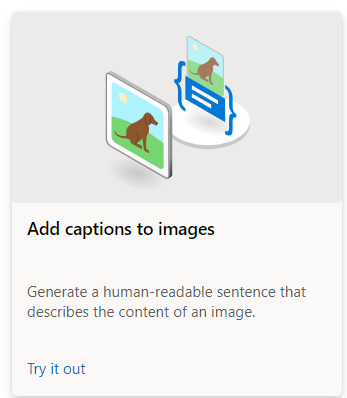 Add captions to images
Generate a human-readable sentence that
describes the content of an image.
Try it out